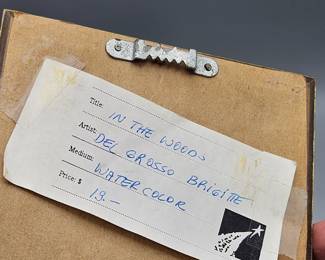 Title: IN THE WOODS
Artist: DEL GROSSO BRIGITTE
Medium: WATERCOLOR
Price: $ 19.-